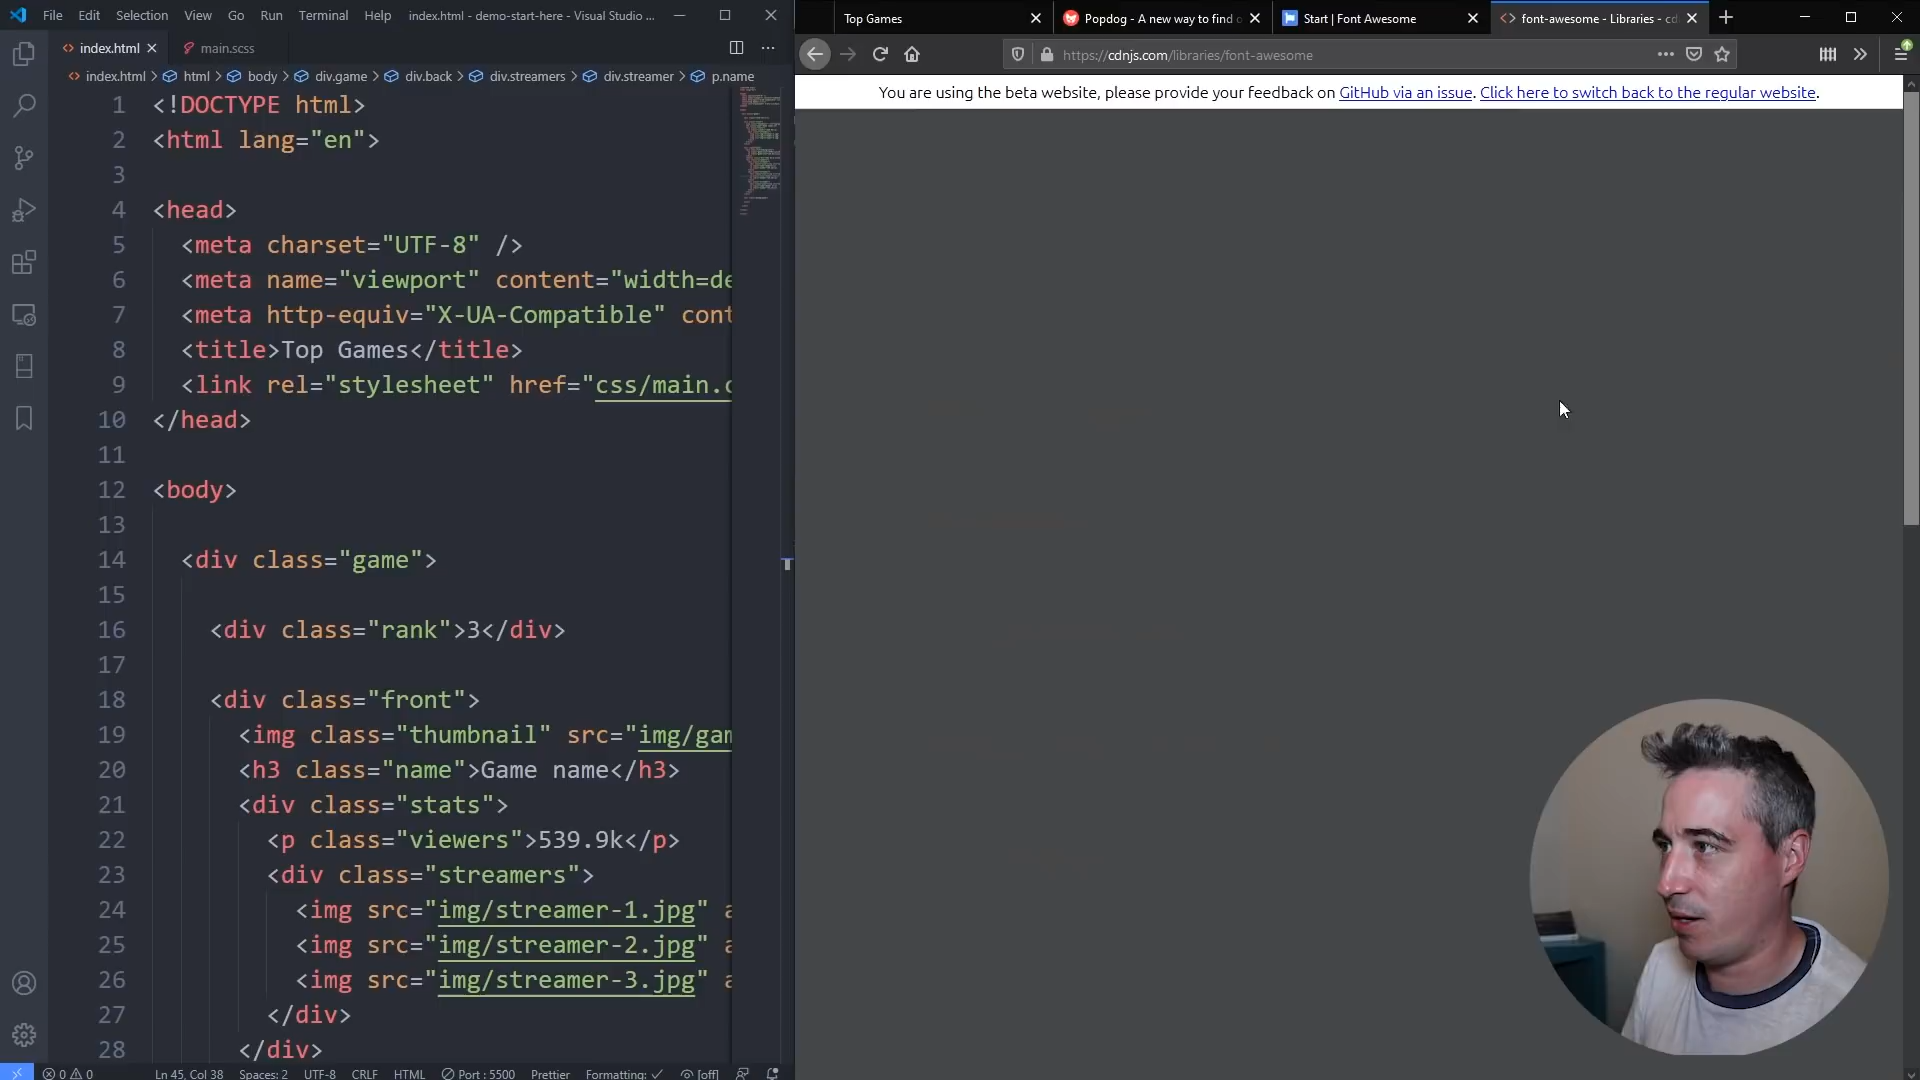 File Edit Selection View Go Run Terminal Help index.html - demo-start-here - Visual Studio ...
index.html main.scss
index.html > html > body > div.game > div.back > div.streamers > div.streamer > p.name
1 <!DOCTYPE html>
2 <html lang="en">
3
4 <head>
5 <meta charset="UTF-8" />
6 <meta name="viewport" content="width=de
7 <meta http-equiv="X-UA-Compatible" cont
8 <title>Top Games</title>
9 <link rel="stylesheet" href="css/main.c
10 </head>
11
12 <body>
13
14 <div class="game">
15
16 <div class="rank">3</div>
17
18 <div class="front">
19 <img class="thumbnail" src="img/gam
20 <h3 class="name">Game name</h3>
21 <div class="stats">
22 <p class="viewers">539.9k</p>
23 <div class="streamers">
24 <img src="img/streamer-1.jpg" a
25 <img src="img/streamer-2.jpg" a
26 <img src="img/streamer-3.jpg" a
27 </div>
28 </div>
0 0 Ln 45, Col 38 Spaces: 2 UTF-8 CRLF HTML Port : 5500 Prettier Formatting: ✓ [off]
Top Games Popdog - A new way to find Start | Font Awesome font-awesome - Libraries - cd
https://cdnjs.com/libraries/font-awesome
You are using the beta website, please provide your feedback on GitHub via an issue. Click here to switch back to the regular website.